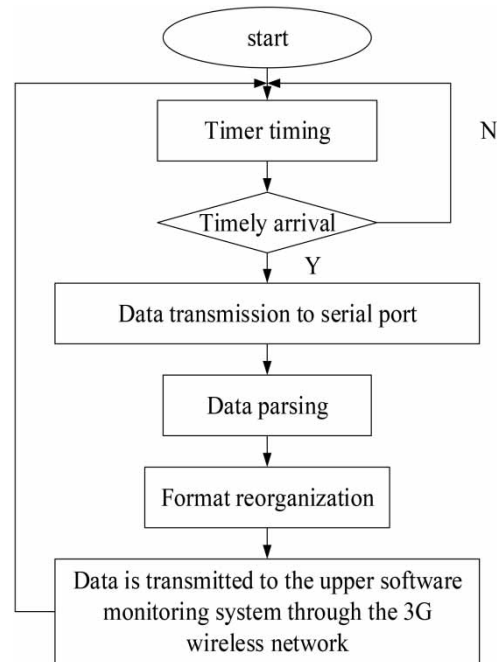 start
Timer timing
N
Timely arrival
Y
Data transmission to serial port
Data parsing
Format reorganization
Data is transmitted to the upper software
monitoring system through the 3G
wireless network